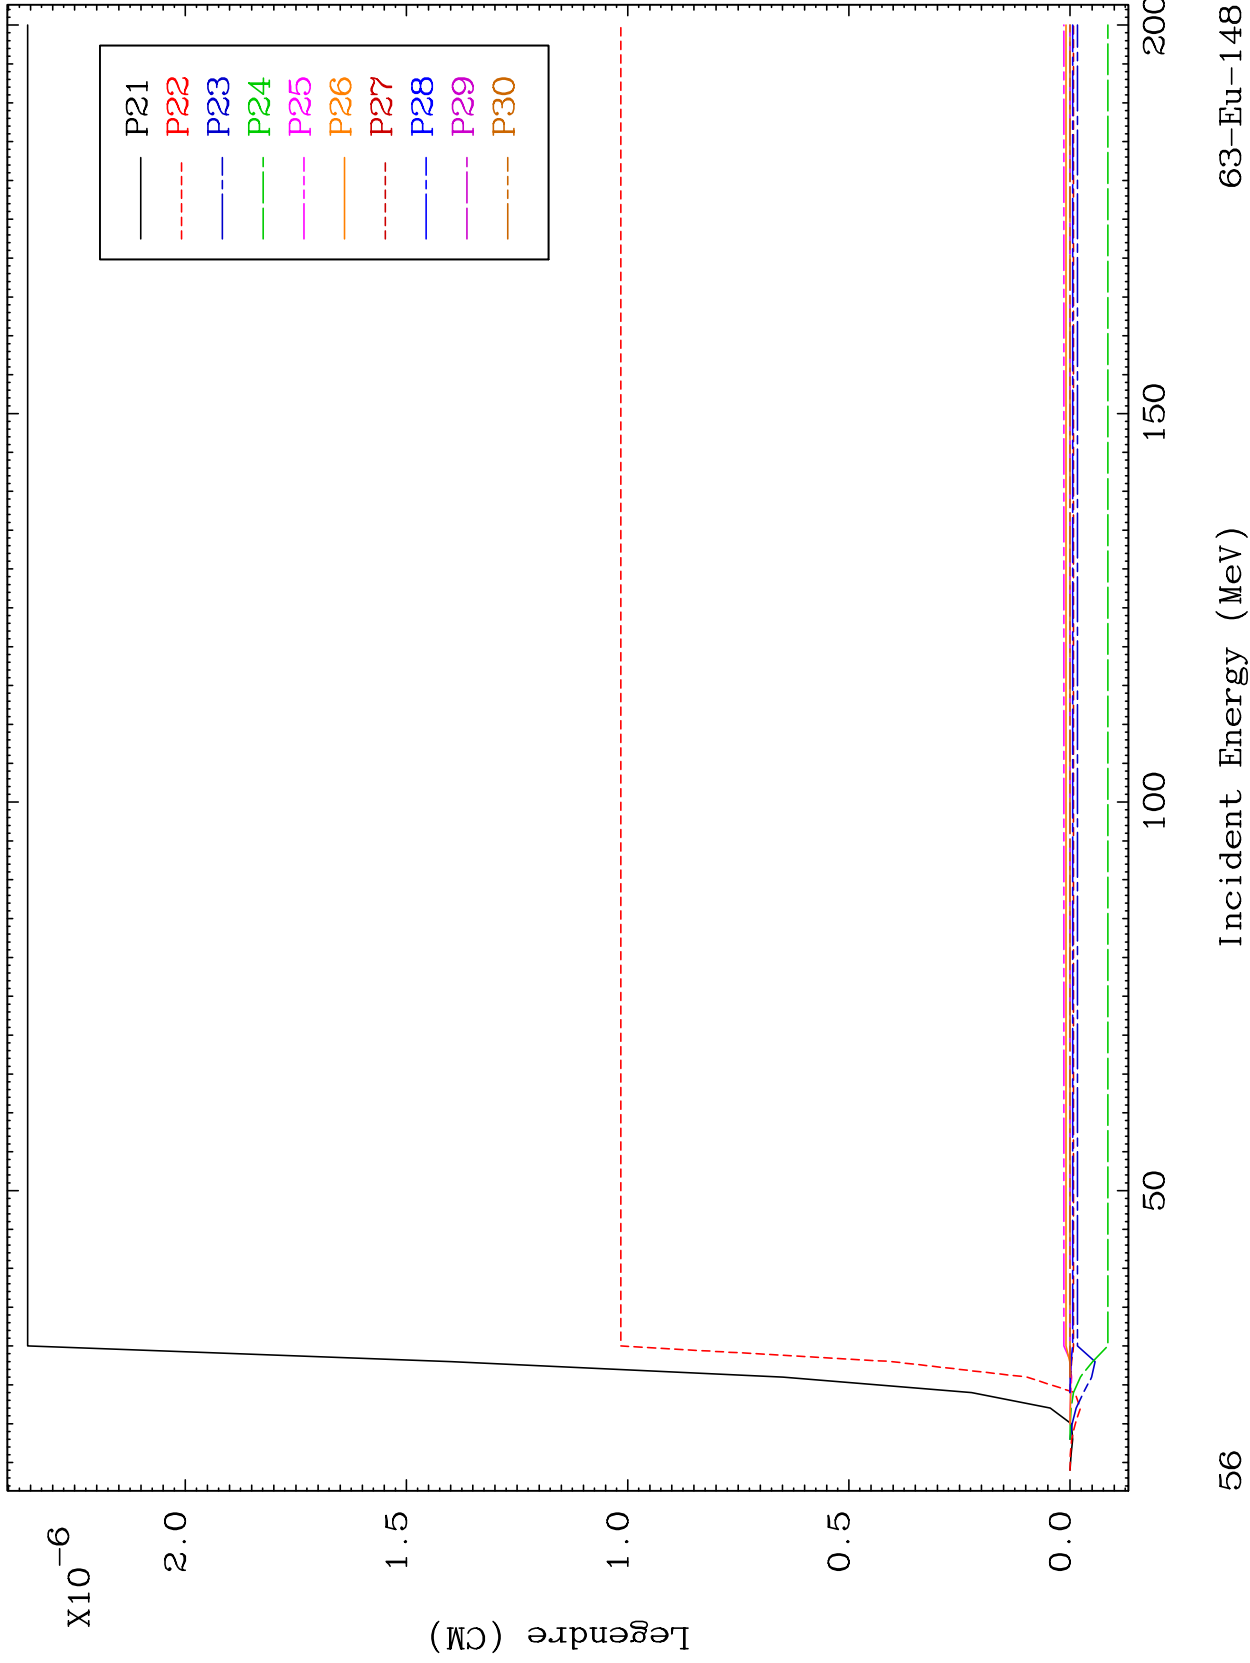 X10-6
2.0
1.5
1.0
0.5
0.0
Legendre (CM)
P21
P22
P23
P24
P25
P26
P27
P28
P29
P30
50
100
150
200
56
Incident Energy (MeV)
63-Eu-148